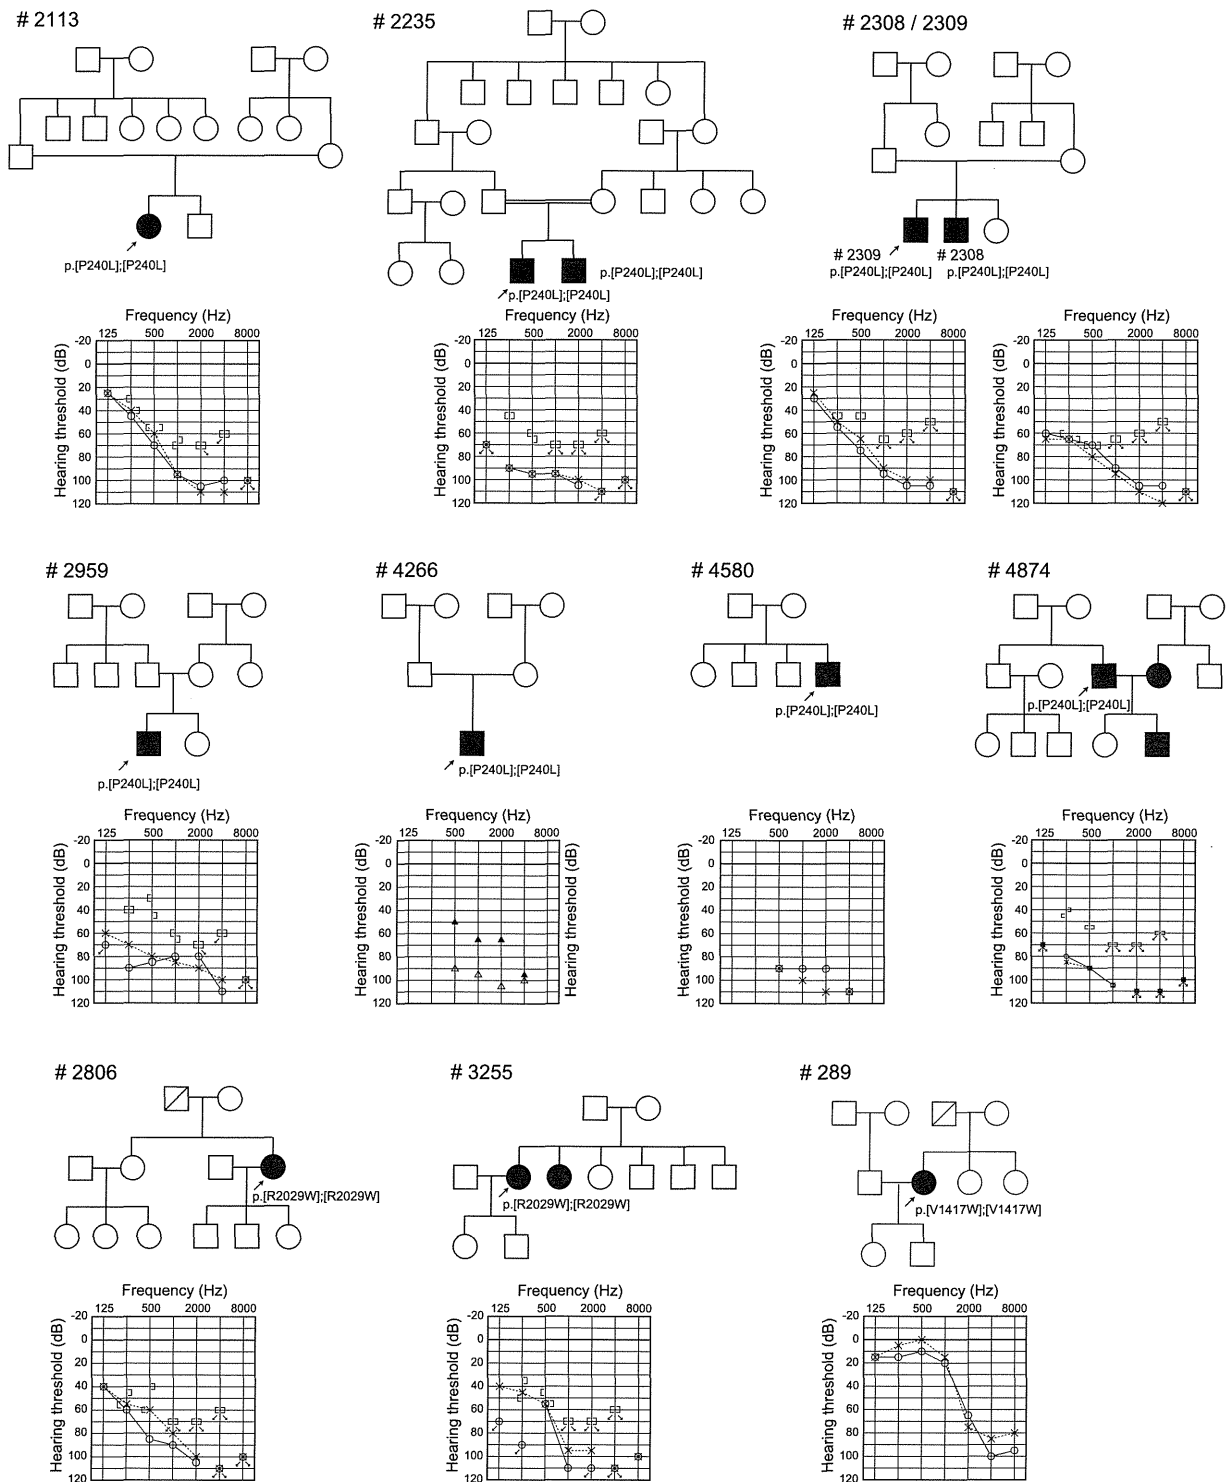 # 2113
# 2235
# 2308 / 2309
p.[P240L];[P240L]
p.[P240L];[P240L]
p.[P240L];[P240L]
# 2309
# 2308
p.[P240L];[P240L]
p.[P240L];[P240L]
Frequency (Hz)
125 500 2000 8000
Hearing threshold (dB)
-20
0
20
40
60
80
100
120
Frequency (Hz)
125 500 2000 8000
Hearing threshold (dB)
-20
0
20
40
60
80
100
120
Frequency (Hz)
125 500 2000 8000
Hearing threshold (dB)
-20
0
20
40
60
80
100
120
Frequency (Hz)
125 500 2000 8000
Hearing threshold (dB)
-20
0
20
40
60
80
100
120
# 2959
# 4266
# 4580
# 4874
p.[P240L];[P240L]
p.[P240L];[P240L]
p.[P240L];[P240L]
p.[P240L];[P240L]
Frequency (Hz)
125 500 2000 8000
Hearing threshold (dB)
-20
0
20
40
60
80
100
120
Frequency (Hz)
125 500 2000 8000
Hearing threshold (dB)
-20
0
20
40
60
80
100
120
Hearing threshold (dB)
Frequency (Hz)
125 500 2000 8000
Hearing threshold (dB)
-20
0
20
40
60
80
100
120
Frequency (Hz)
125 500 2000 8000
Hearing threshold (dB)
-20
0
20
40
60
80
100
120
# 2806
# 3255
# 289
p.[R2029W];[R2029W]
p.[R2029W];[R2029W]
p.[V1417W];[V1417W]
Frequency (Hz)
125 500 2000 8000
Hearing threshold (dB)
-20
0
20
40
60
80
100
120
Frequency (Hz)
125 500 2000 8000
Hearing threshold (dB)
-20
0
20
40
60
80
100
120
Frequency (Hz)
125 500 2000 8000
Hearing threshold (dB)
-20
0
20
40
60
80
100
120